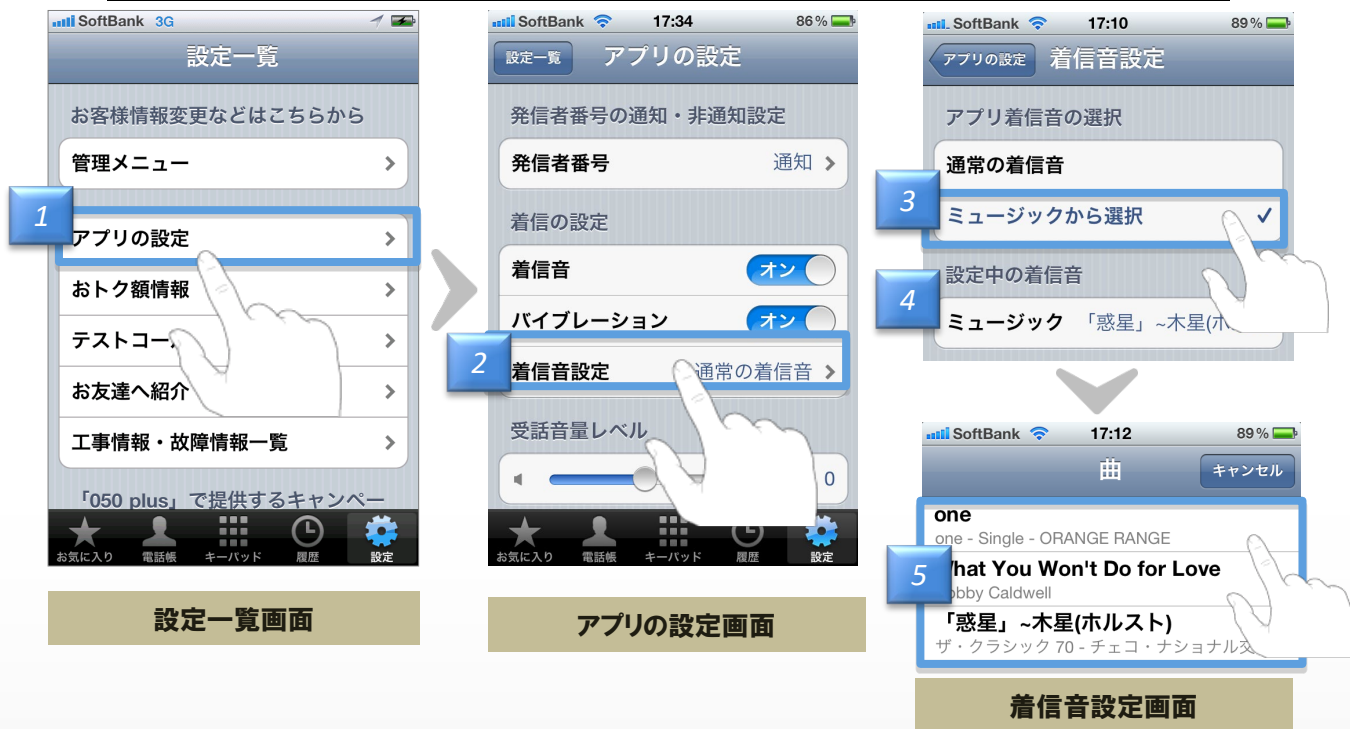 SoftBank 3G
設定一覧
お客様情報変更などはこちらから
管理メニュー
1
アプリの設定
おトク額情報
テストコー
お友達へ紹介
工事情報・故障情報一覧
「050 plus」で提供するキャンペー
お気に入り 電話帳 キーパッド 履歴 設定
設定一覧画面
SoftBank 17:34 86%
設定一覧 アプリの設定
発信者番号の通知・非通知設定
発信者番号 通知
着信の設定
着信音 オン
バイブレーション オン
2
着信音設定 通常の着信音
受話音量レベル
0
お気に入り 電話帳 キーパッド 履歴 設定
アプリの設定画面
SoftBank 17:10 89%
アプリの設定 着信音設定
アプリ着信音の選択
通常の着信音
3
ミュージックから選択 ✓
設定中の着信音
4
ミュージック 「惑星」~木星(ホ
SoftBank 17:12 89%
曲 キャンセル
one
one - Single - ORANGE RANGE
5
hat You Won't Do for Love
obby Caldwell
「惑星」~木星(ホルスト)
ザ・クラシック 70 - チェコ・ナショナル交
着信音設定画面